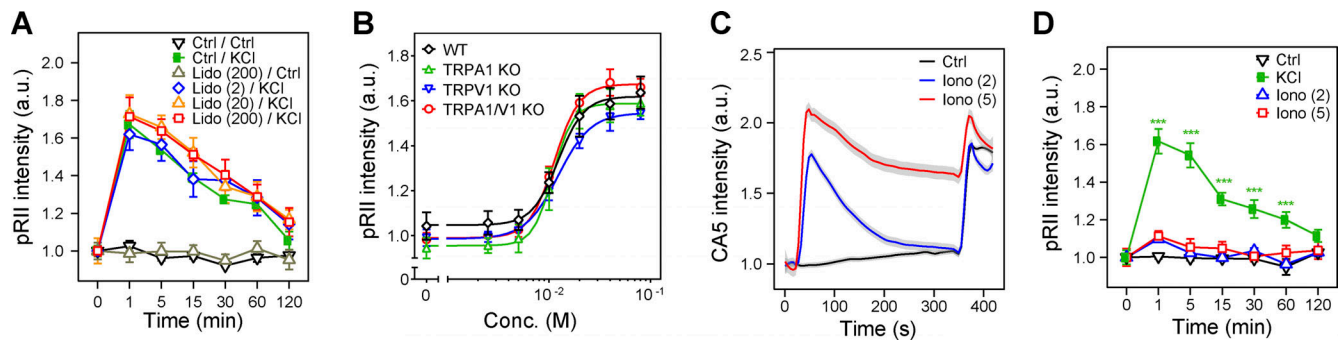 A
pRII intensity (a.u.)
2.0
1.8
1.6
1.4
1.2
1.0
Ctrl / Ctrl
Ctrl / KCl
Lido (200) / Ctrl
Lido (2) / KCl
Lido (20) / KCl
Lido (200) / KCl
0 1 5 15 30 60 120
Time (min)
B
pRII intensity (a.u.)
1.8
1.6
1.4
1.2
1.0
0
WT
TRPA1 KO
TRPV1 KO
TRPA1/V1 KO
0 10⁻² 10⁻¹
Conc. (M)
C
CA5 intensity (a.u.)
2.5
2.0
1.5
1.0
Ctrl
Iono (2)
Iono (5)
0 100 200 300 400
Time (s)
D
pRII intensity (a.u.)
2.0
1.8
1.6
1.4
1.2
1.0
Ctrl
KCl
Iono (2)
Iono (5)
*** *** *** *** ***
0 1 5 15 30 60 120
Time (min)